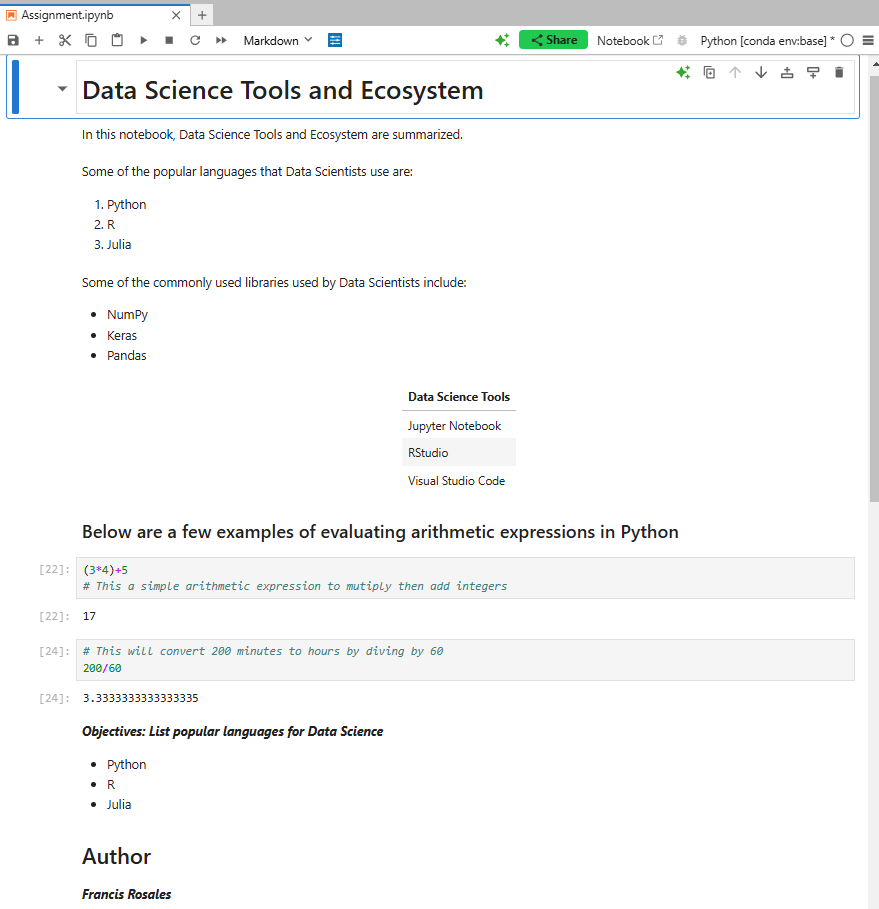 Assignment.ipynb
Markdown Share Notebook Python [conda env:base] *
Data Science Tools and Ecosystem
In this notebook, Data Science Tools and Ecosystem are summarized.
Some of the popular languages that Data Scientists use are:
1. Python
2. R
3. Julia
Some of the commonly used libraries used by Data Scientists include:
• NumPy
• Keras
• Pandas
Data Science Tools
Jupyter Notebook
RStudio
Visual Studio Code
Below are a few examples of evaluating arithmetic expressions in Python
[22]: (3*4)+5
# This a simple arithmetic expression to mutiply then add integers
[22]: 17
[24]: # This will convert 200 minutes to hours by diving by 60
200/60
[24]: 3.3333333333333335
Objectives: List popular languages for Data Science
• Python
• R
• Julia
Author
Francis Rosales